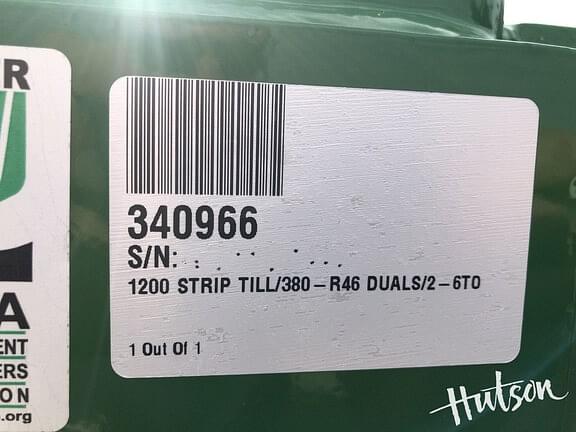 R
A
ENT
ERS
ON
.org
340966
S/N:
1200 STRIP TILL/380-R46 DUALS/2-6TO
1 Out Of 1
Hutson